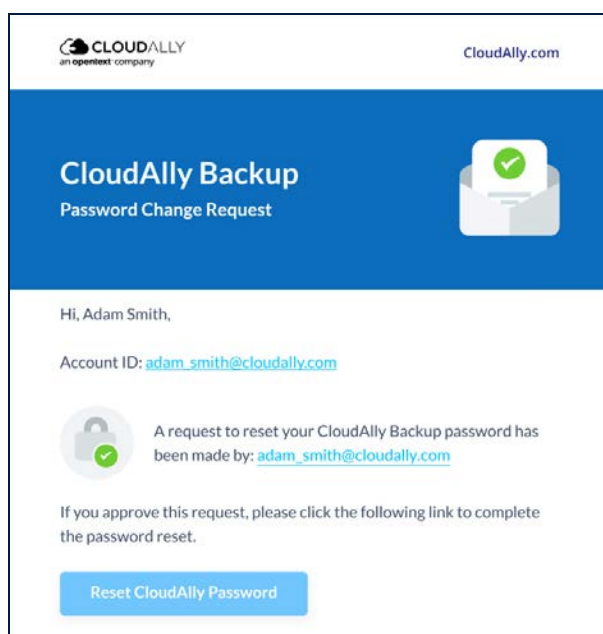 CLOUDALLY
an opentext company
CloudAlly.com
CloudAlly Backup
Password Change Request
Hi, Adam Smith,
Account ID: adam_smith@cloudally.com
A request to reset your CloudAlly Backup password has
been made by: adam_smith@cloudally.com
If you approve this request, please click the following link to complete
the password reset.
Reset CloudAlly Password